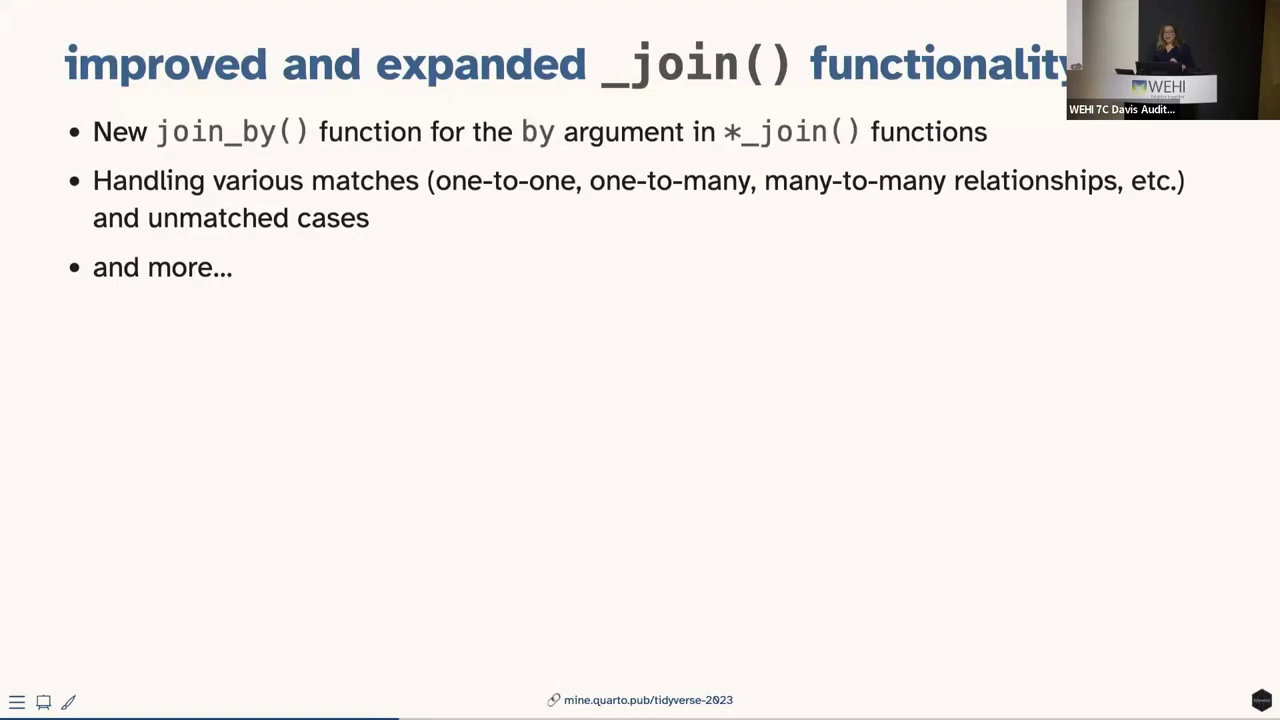 improved and expanded _join() functionality
WEHI
WEHI 7C Davis Audit...
• New join_by() function for the by argument in *_join() functions
• Handling various matches (one-to-one, one-to-many, many-to-many relationships, etc.)
and unmatched cases
• and more...
mine.quarto.pub/tidyverse-2023